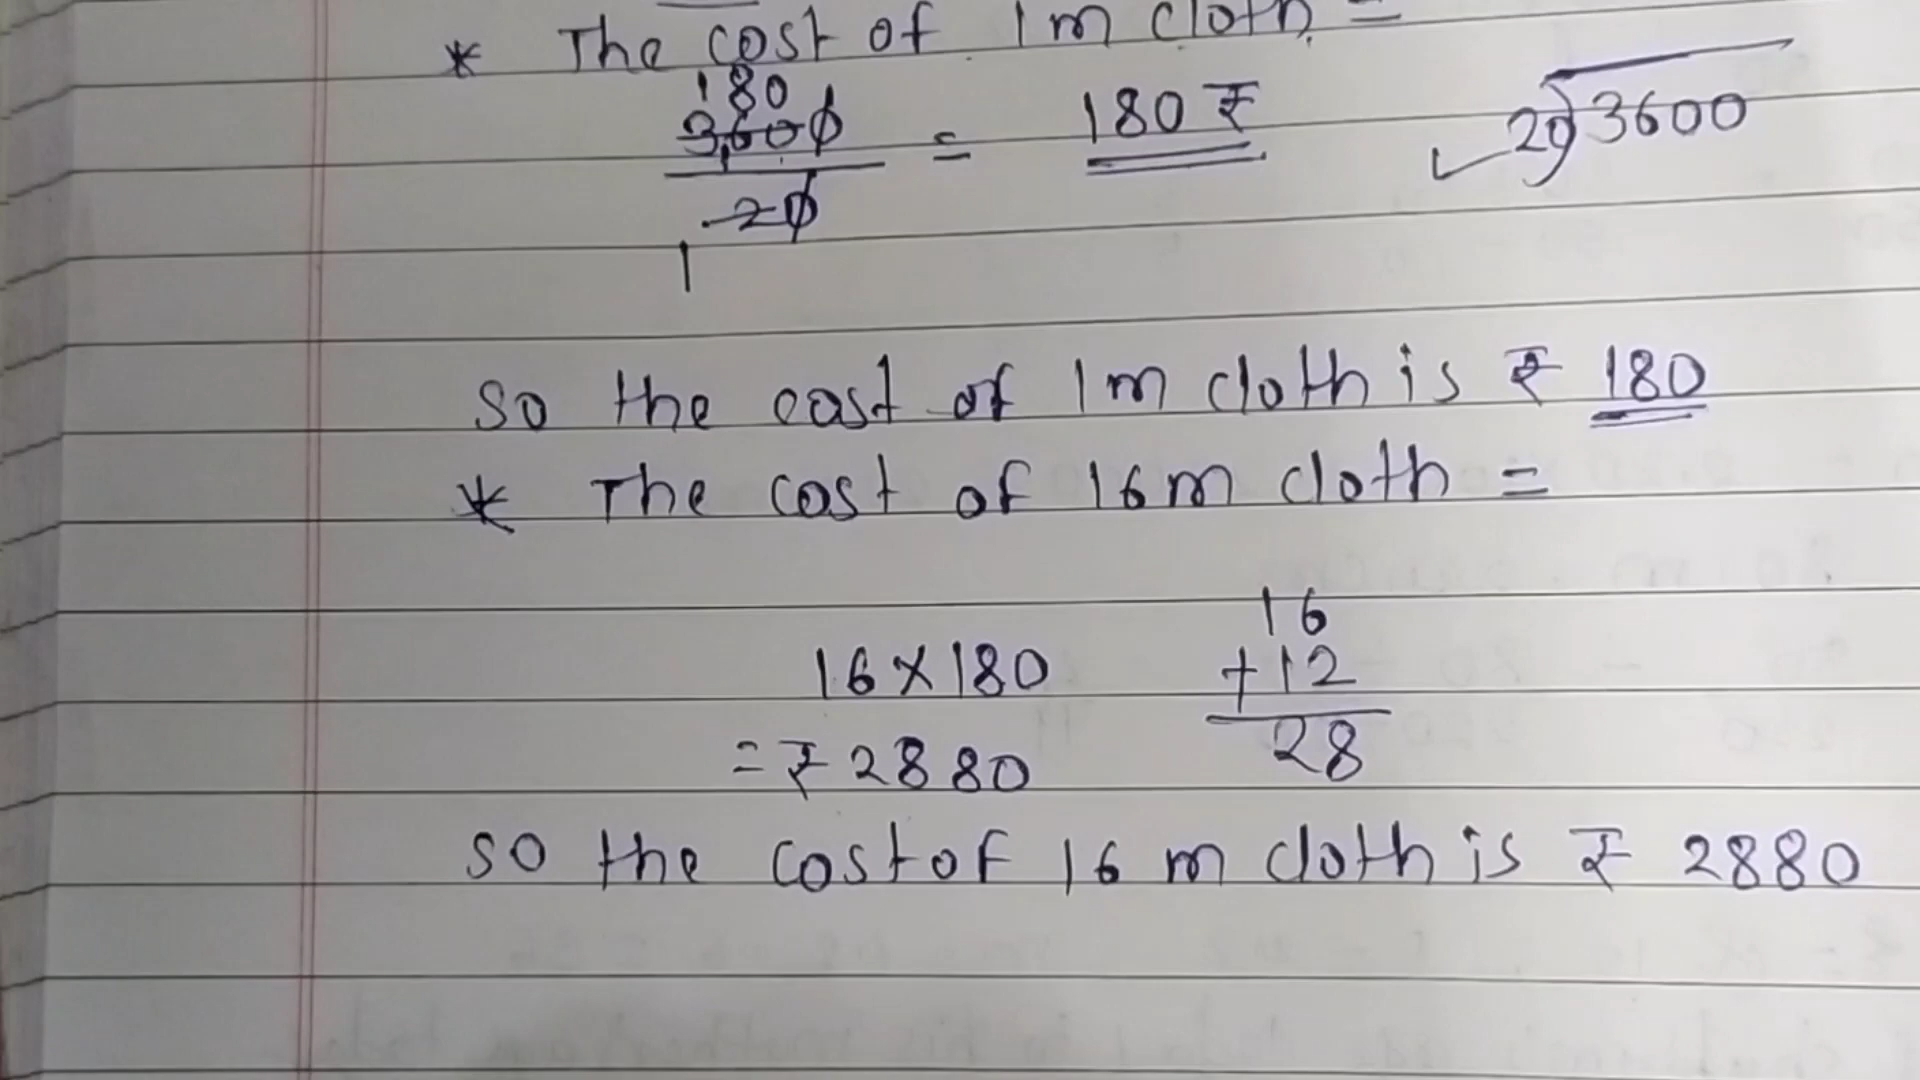 * The cost of 1m cloth =
180
3600 = 180 ₹ 20)3600
20
1
so the cast of 1m cloth is ₹ 180
* The cost of 16m cloth =
16
16×180 +12
= ₹ 2880 28
so the cost of 16 m cloth is ₹ 2880